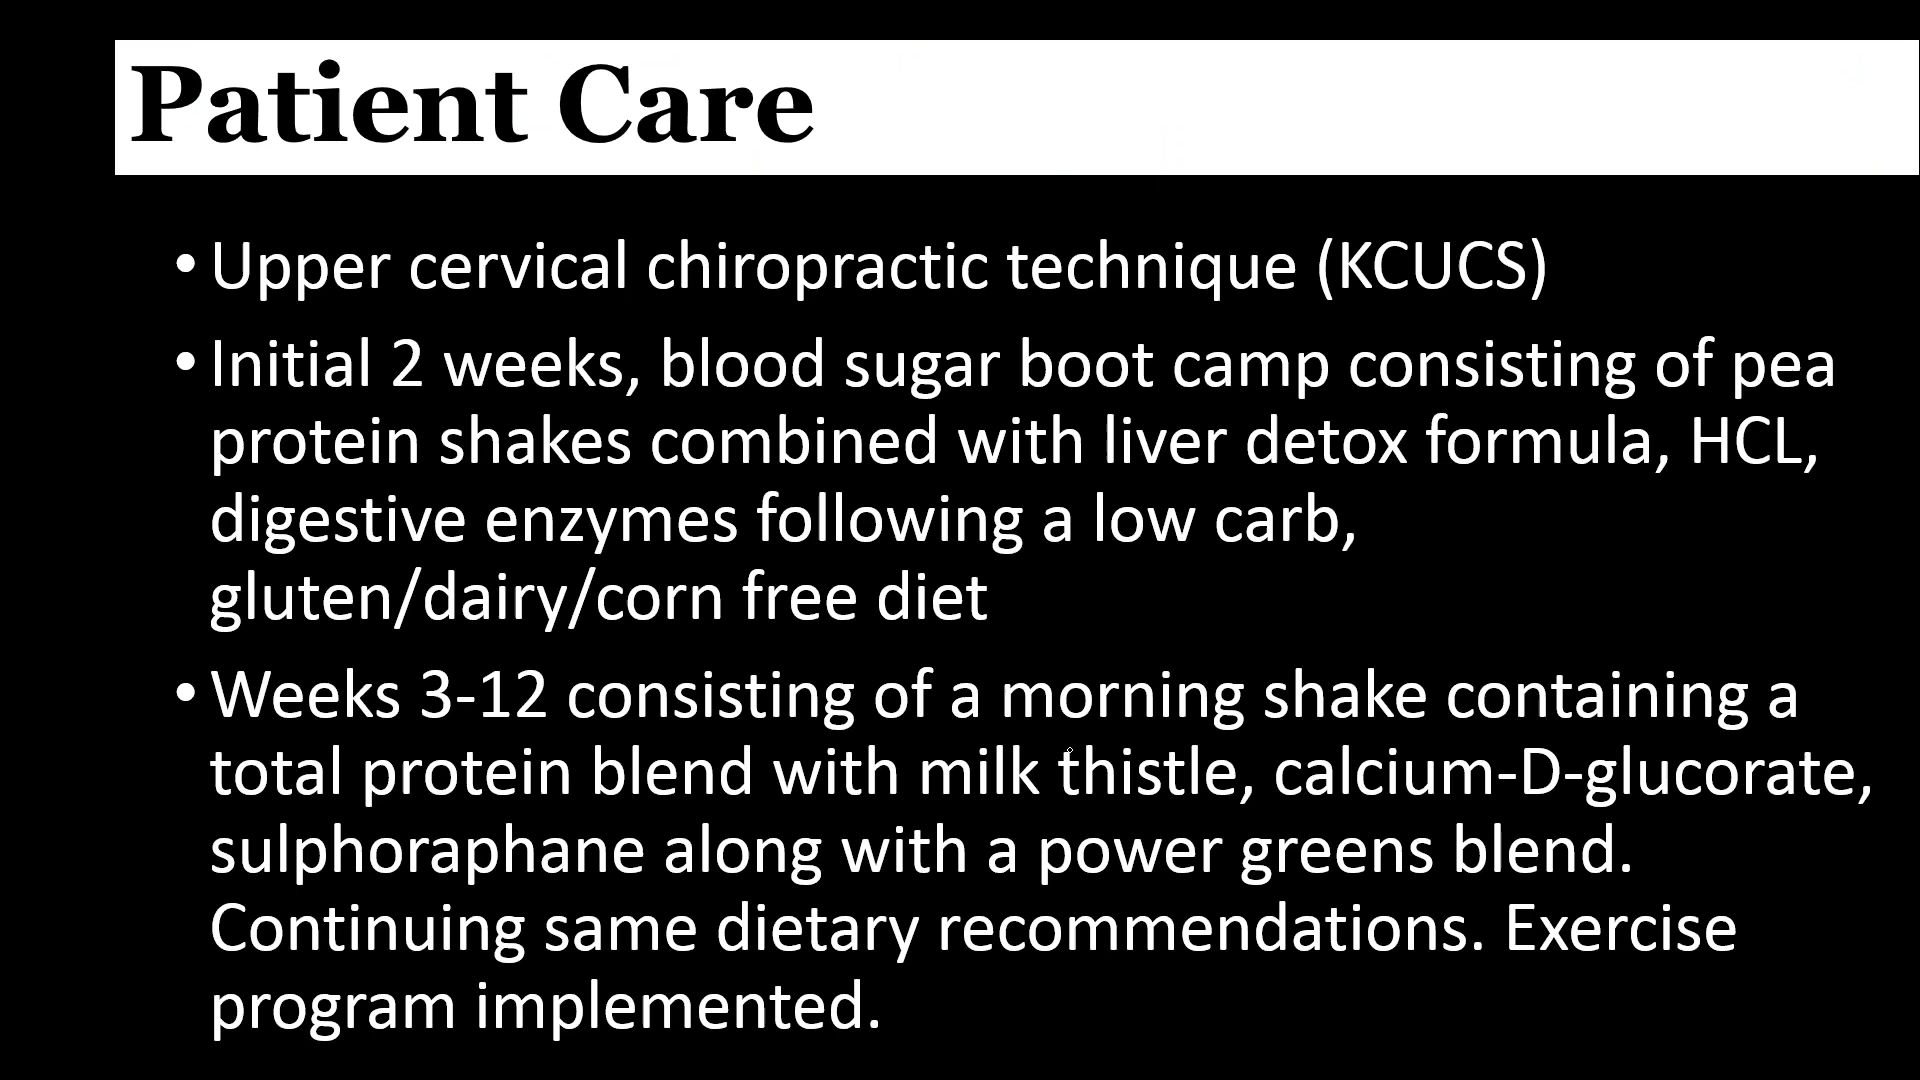 Patient Care
• Upper cervical chiropractic technique (KCUCS)
• Initial 2 weeks, blood sugar boot camp consisting of pea
protein shakes combined with liver detox formula, HCL,
digestive enzymes following a low carb,
gluten/dairy/corn free diet
• Weeks 3-12 consisting of a morning shake containing a
total protein blend with milk thistle, calcium-D-glucorate,
sulphoraphane along with a power greens blend.
Continuing same dietary recommendations. Exercise
program implemented.